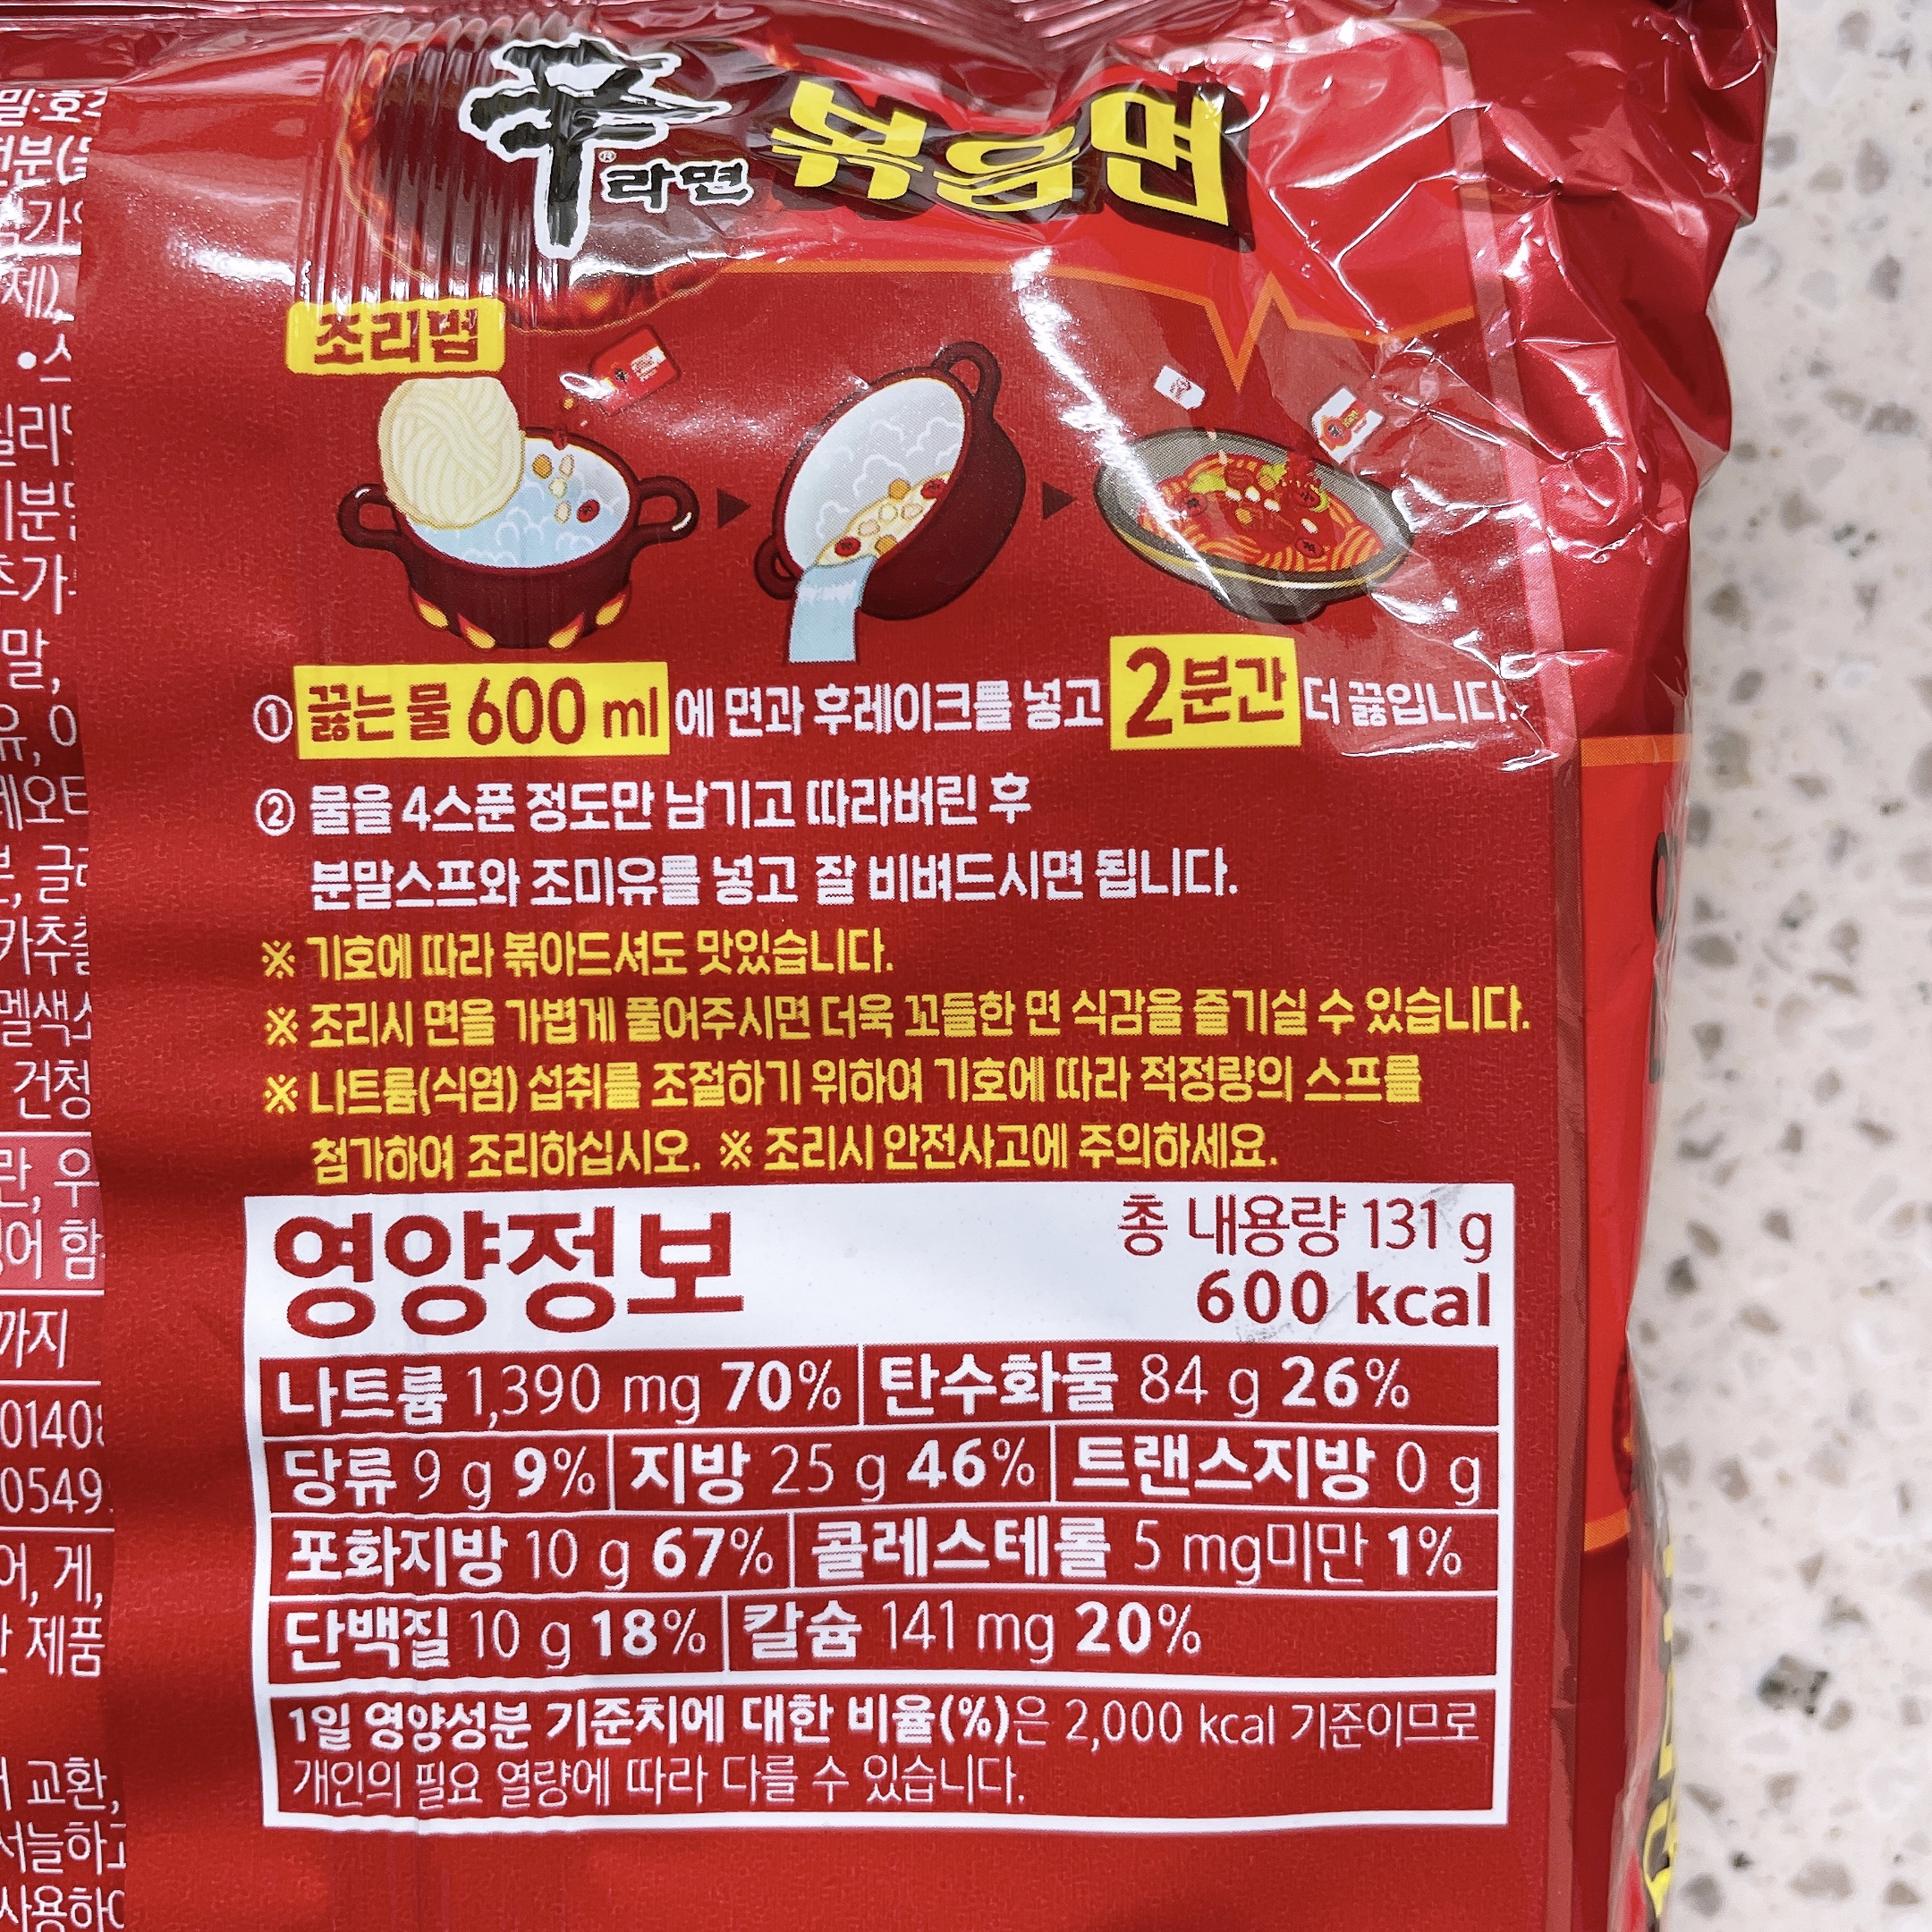 辛라면 볶음면
조리법
① 끓는 물 600 ml 에 면과 후레이크를 넣고 2분간 더 끓입니다.
② 물을 4스푼 정도만 남기고 따라버린 후
분말스프와 조미유를 넣고 잘 비벼드시면 됩니다.
※ 기호에 따라 볶아드셔도 맛있습니다.
※ 조리시 면을 가볍게 풀어주시면 더욱 꼬들한 면 식감을 즐기실 수 있습니다.
※ 나트륨(식염) 섭취를 조절하기 위하여 기호에 따라 적정량의 스프를
첨가하여 조리하십시오. ※ 조리시 안전사고에 주의하세요.
영양정보
총 내용량 131 g
600 kcal
나트륨 1,390 mg 70% 탄수화물 84 g 26%
당류 9 g 9% 지방 25 g 46% 트랜스지방 0 g
포화지방 10 g 67% 콜레스테롤 5 mg미만 1%
단백질 10 g 18% 칼슘 141 mg 20%
1일 영양성분 기준치에 대한 비율(%)은 2,000 kcal 기준이므로
개인의 필요 열량에 따라 다를 수 있습니다.
말,
건청
까지
어, 게,
제품
교환,